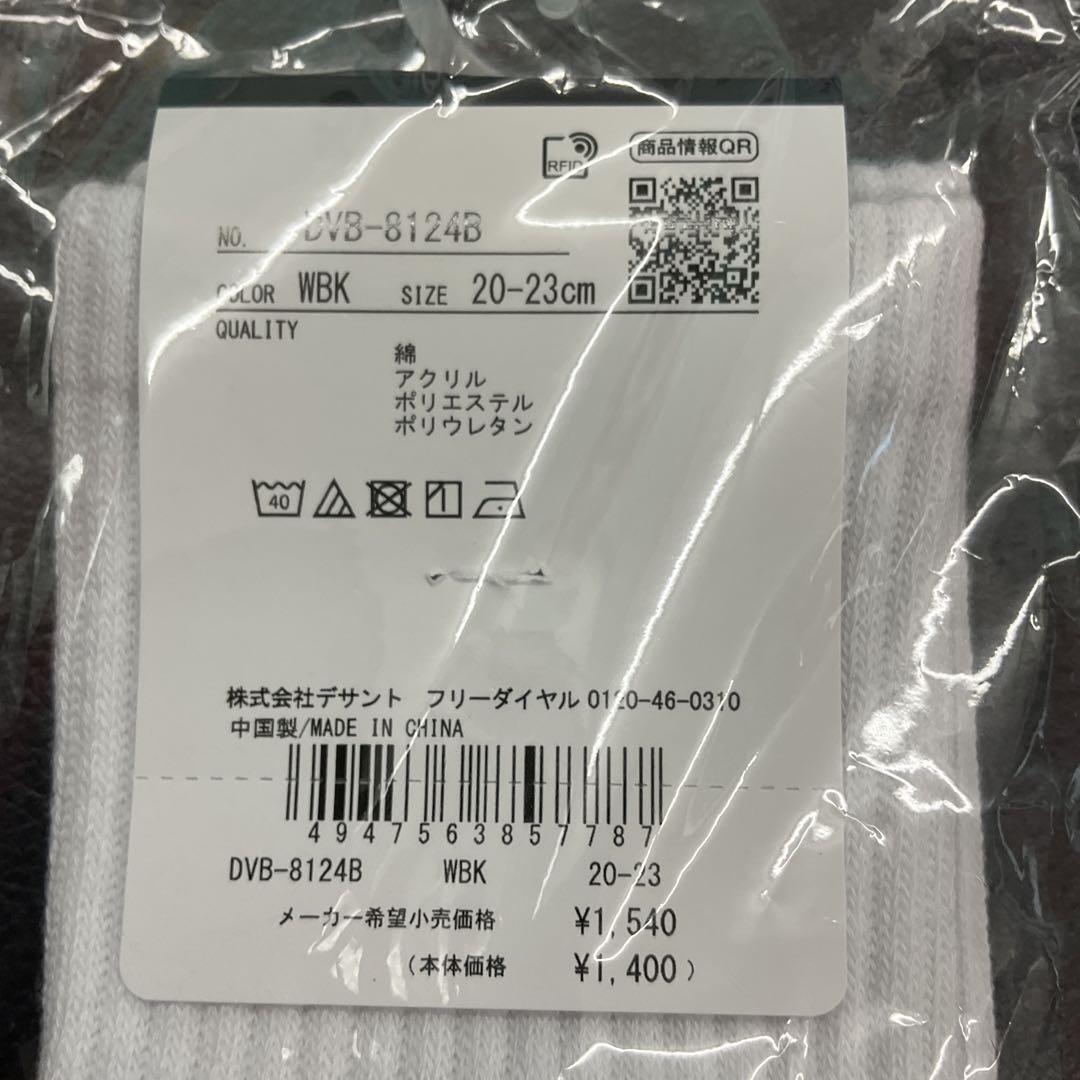 RFID
商品情報QR
NO. DVB-8124B
COLOR WBK SIZE 20-23cm
QUALITY
綿
アクリル
ポリエステル
ポリウレタン
40
株式会社デサント フリーダイヤル 0120-46-0310
中国製/MADE IN CHINA
4947563857787
DVB-8124B WBK 20-23
メーカー希望小売価格 ¥1,540
(本体価格 ¥1,400)